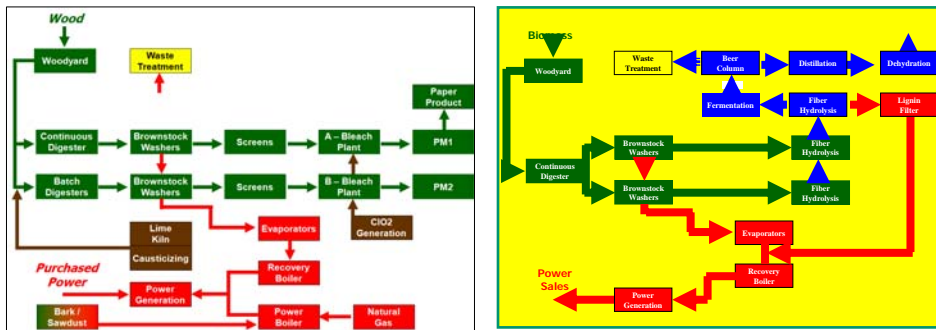 Wood
Woodyard
Waste
Treatment
Paper
Product
Continuous
Digester
Brownstock
Washers
Screens
A – Bleach
Plant
PM1
Batch
Digesters
Brownstock
Washers
Screens
B – Bleach
Plant
PM2
Lime
Kiln
Causticizing
Evaporators
ClO2
Generation
Purchased
Power
Power
Generation
Recovery
Boiler
Bark /
Sawdust
Power
Boiler
Natural
Gas
Biomass
Woodyard
Waste Treatment
Beer
Column
Distillation
Dehydration
Fermentation
Fiber
Hydrolysis
Lignin
Filter
Continuous
Digester
Brownstock
Washers
Fiber
Hydrolysis
Brownstock
Washers
Fiber
Hydrolysis
Evaporators
Recovery
Boiler
Power
Sales
Power
Generation